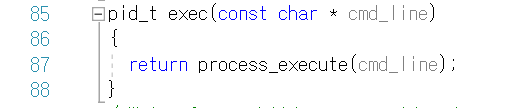 85 pid_t exec(const char * cmd_line)
86 {
87 return process_execute(cmd_line);
88 }